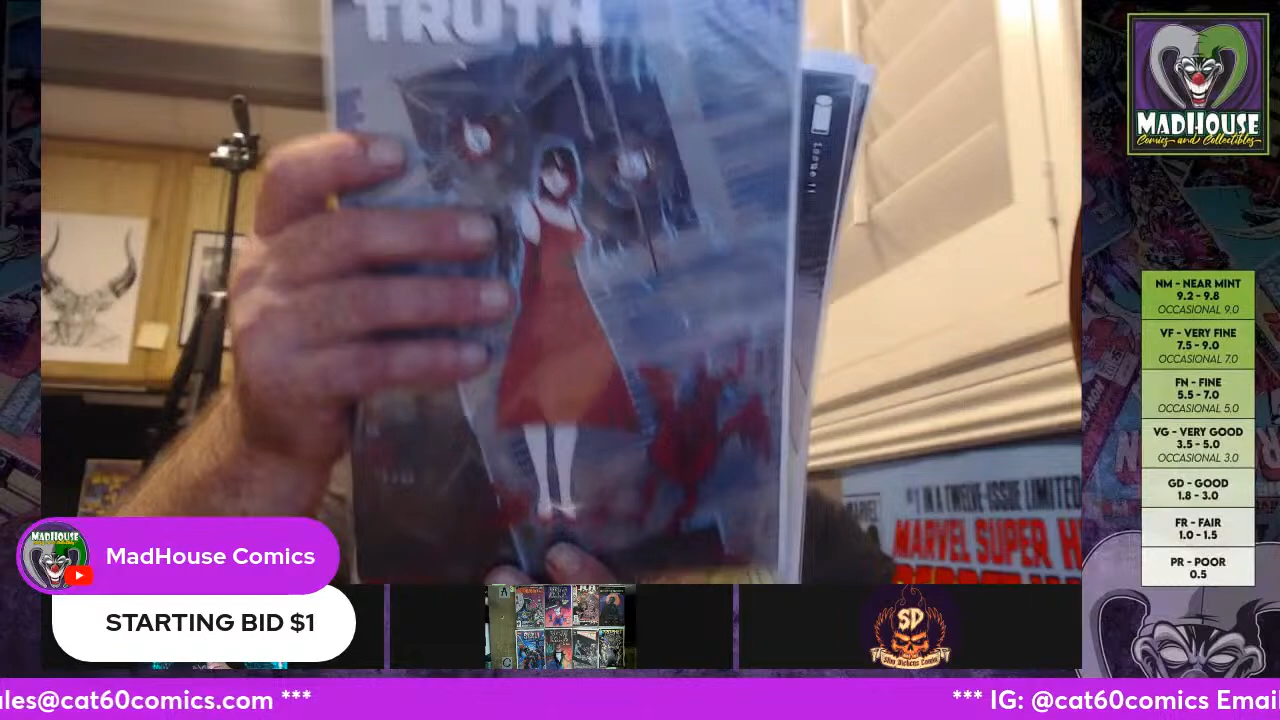 TRUTH
issue 11
#1 IN A TWELVE-ISSUE LIMITED
MARVEL SUPER H
MADHOUSE
Comics and Collectibles
NM - NEAR MINT
9.2 - 9.8
OCCASIONAL 9.0
VF - VERY FINE
7.5 - 9.0
OCCASIONAL 7.0
FN - FINE
5.5 - 7.0
OCCASIONAL 5.0
VG - VERY GOOD
3.5 - 5.0
OCCASIONAL 3.0
GD - GOOD
1.8 - 3.0
FR - FAIR
1.0 - 1.5
PR - POOR
0.5
MADHOUSE
MadHouse Comics
STARTING BID $1
SD
ales@cat60comics.com ***
*** IG: @cat60comics Email